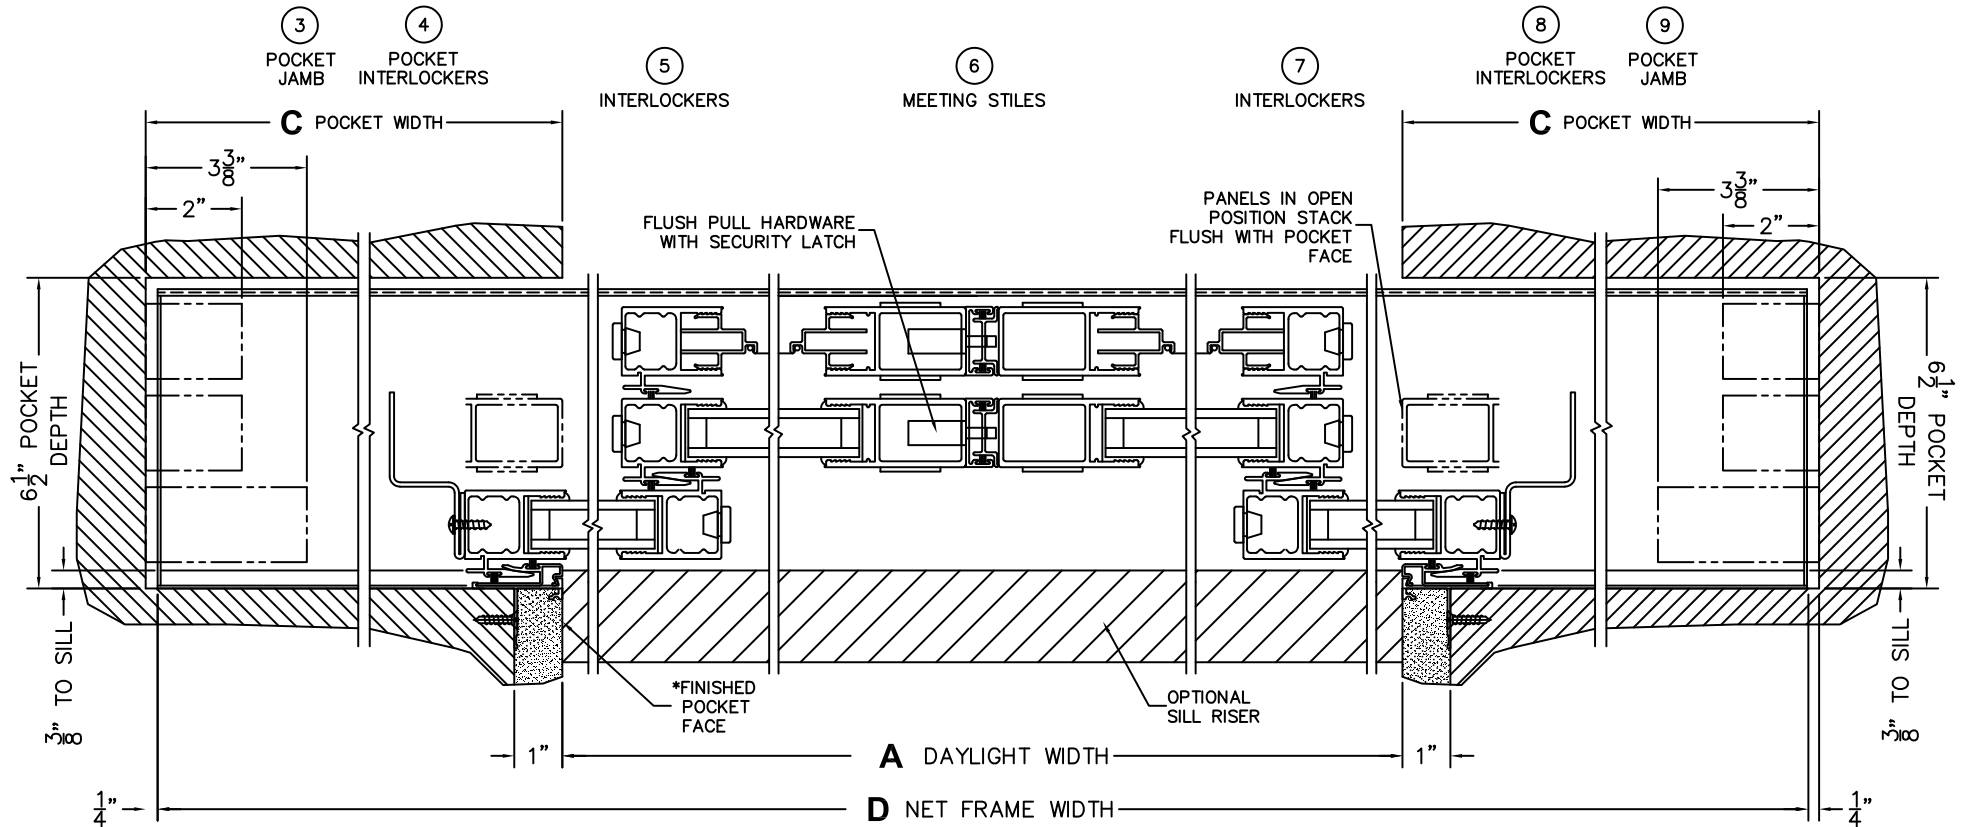 3
POCKET
JAMB
4
POCKET
INTERLOCKERS
5
INTERLOCKERS
6
MEETING STILES
7
INTERLOCKERS
8
POCKET
INTERLOCKERS
9
POCKET
JAMB
C POCKET WIDTH
C POCKET WIDTH
3 3/8"
2"
3 3/8"
2"
FLUSH PULL HARDWARE
WITH SECURITY LATCH
PANELS IN OPEN
POSITION STACK
FLUSH WITH POCKET
FACE
6 1/2" POCKET
DEPTH
6 1/2" POCKET
DEPTH
3/8" TO SILL
3/8" TO SILL
*FINISHED
POCKET
FACE
OPTIONAL
SILL RISER
1"
A DAYLIGHT WIDTH
1"
1/4"
D NET FRAME WIDTH
1/4"